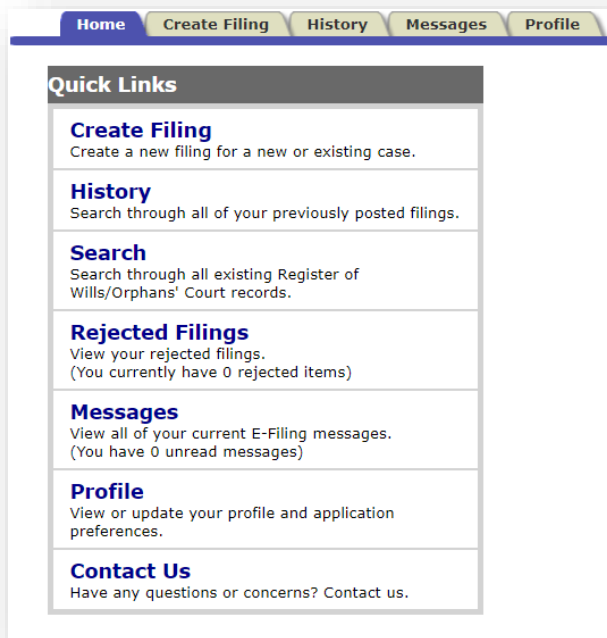 Home Create Filing History Messages Profile
Quick Links
Create Filing
Create a new filing for a new or existing case.
History
Search through all of your previously posted filings.
Search
Search through all existing Register of
Wills/Orphans' Court records.
Rejected Filings
View your rejected filings.
(You currently have 0 rejected items)
Messages
View all of your current E-Filing messages.
(You have 0 unread messages)
Profile
View or update your profile and application
preferences.
Contact Us
Have any questions or concerns? Contact us.